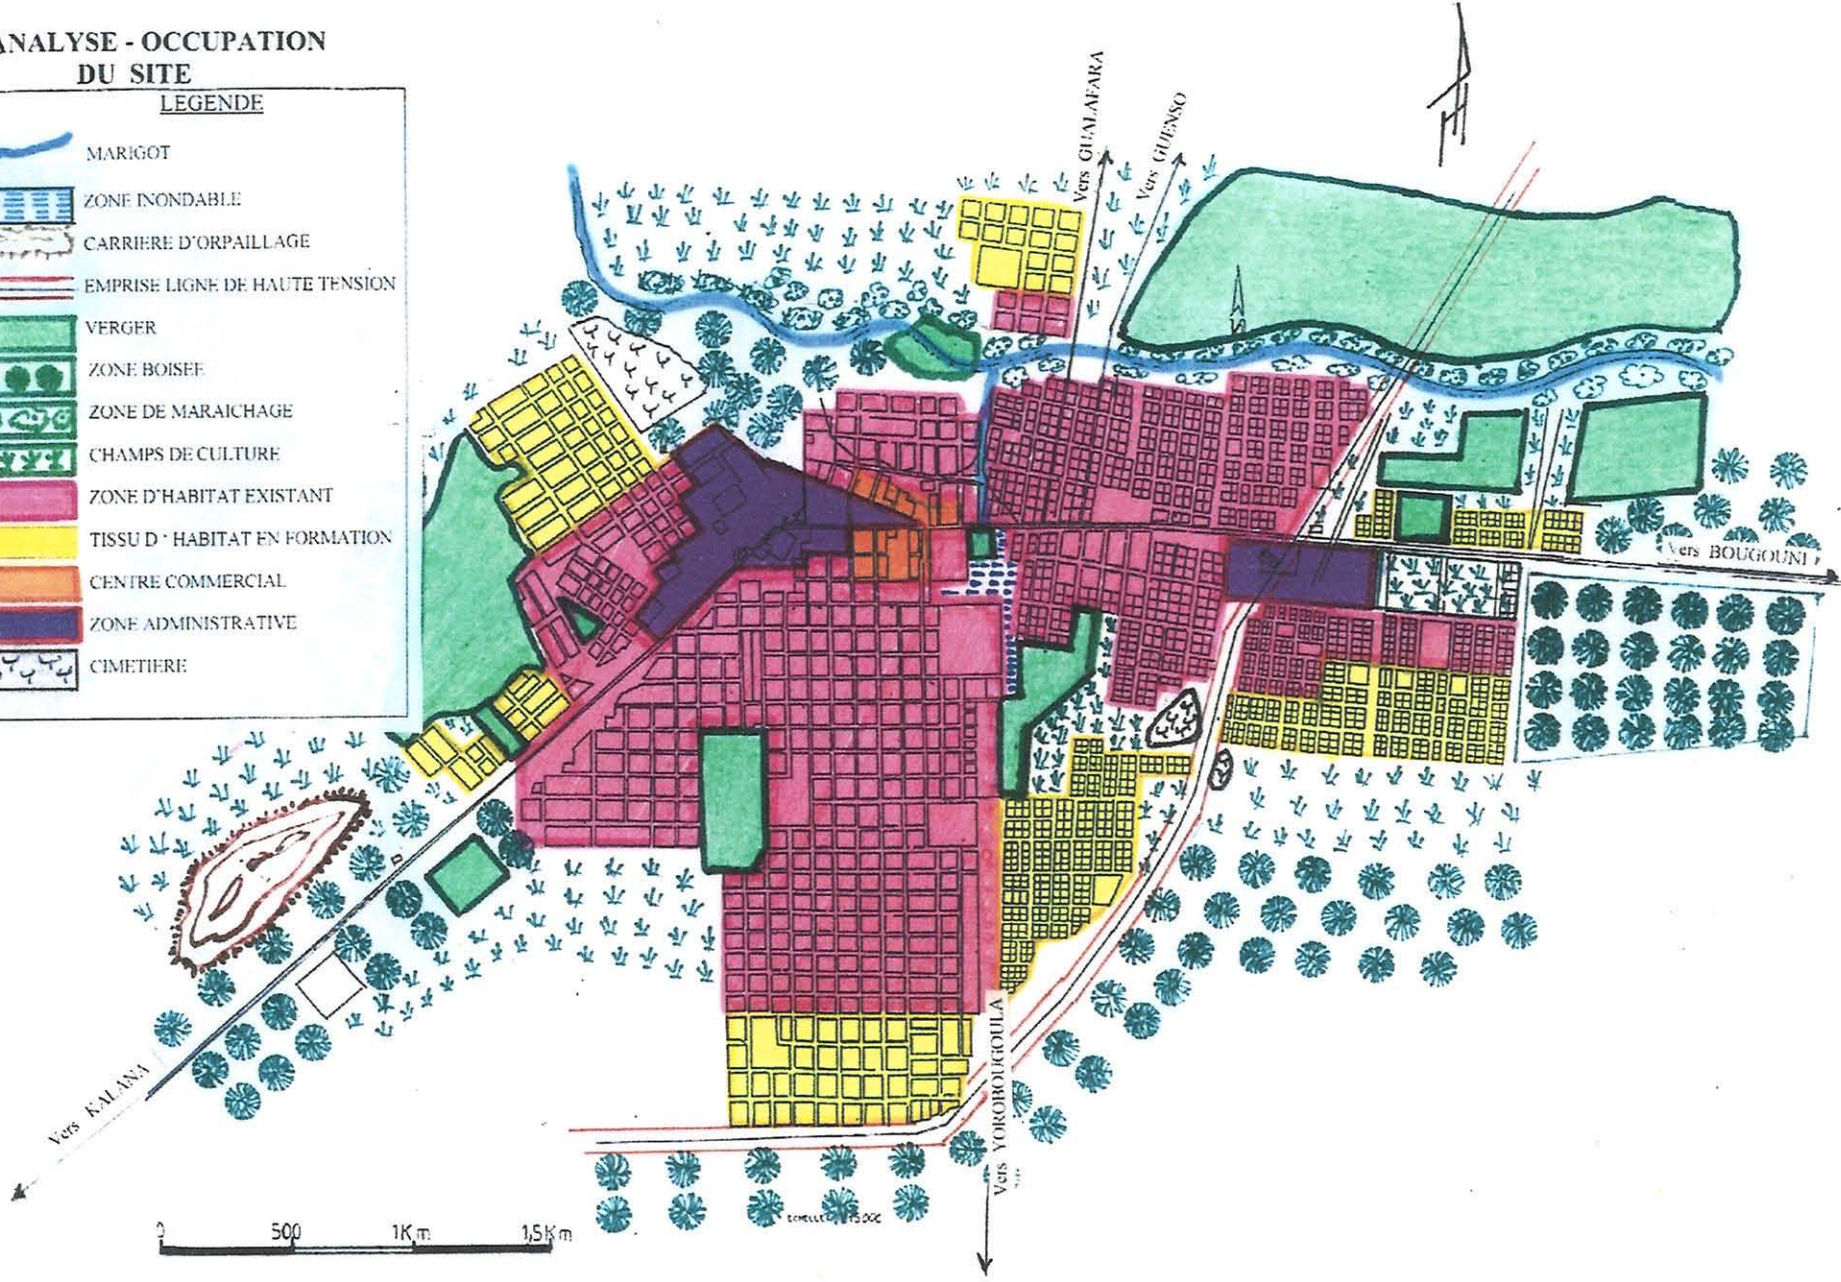 ANALYSE - OCCUPATION
DU SITE
LEGENDE
MARIGOT
ZONE INONDABLE
CARRIERE D'ORPAILLAGE
EMPRISE LIGNE DE HAUTE TENSION
VERGER
ZONE BOISEE
ZONE DE MARAICHAGE
CHAMPS DE CULTURE
ZONE D'HABITAT EXISTANT
TISSU D ' HABITAT EN FORMATION
CENTRE COMMERCIAL
ZONE ADMINISTRATIVE
CIMETIERE
Vers GUALAFARA
Vers GUENSO
Vers BOUGOUNI
Vers KALANA
Vers YOROBOUGOULA
0 500 1Km 1,5Km